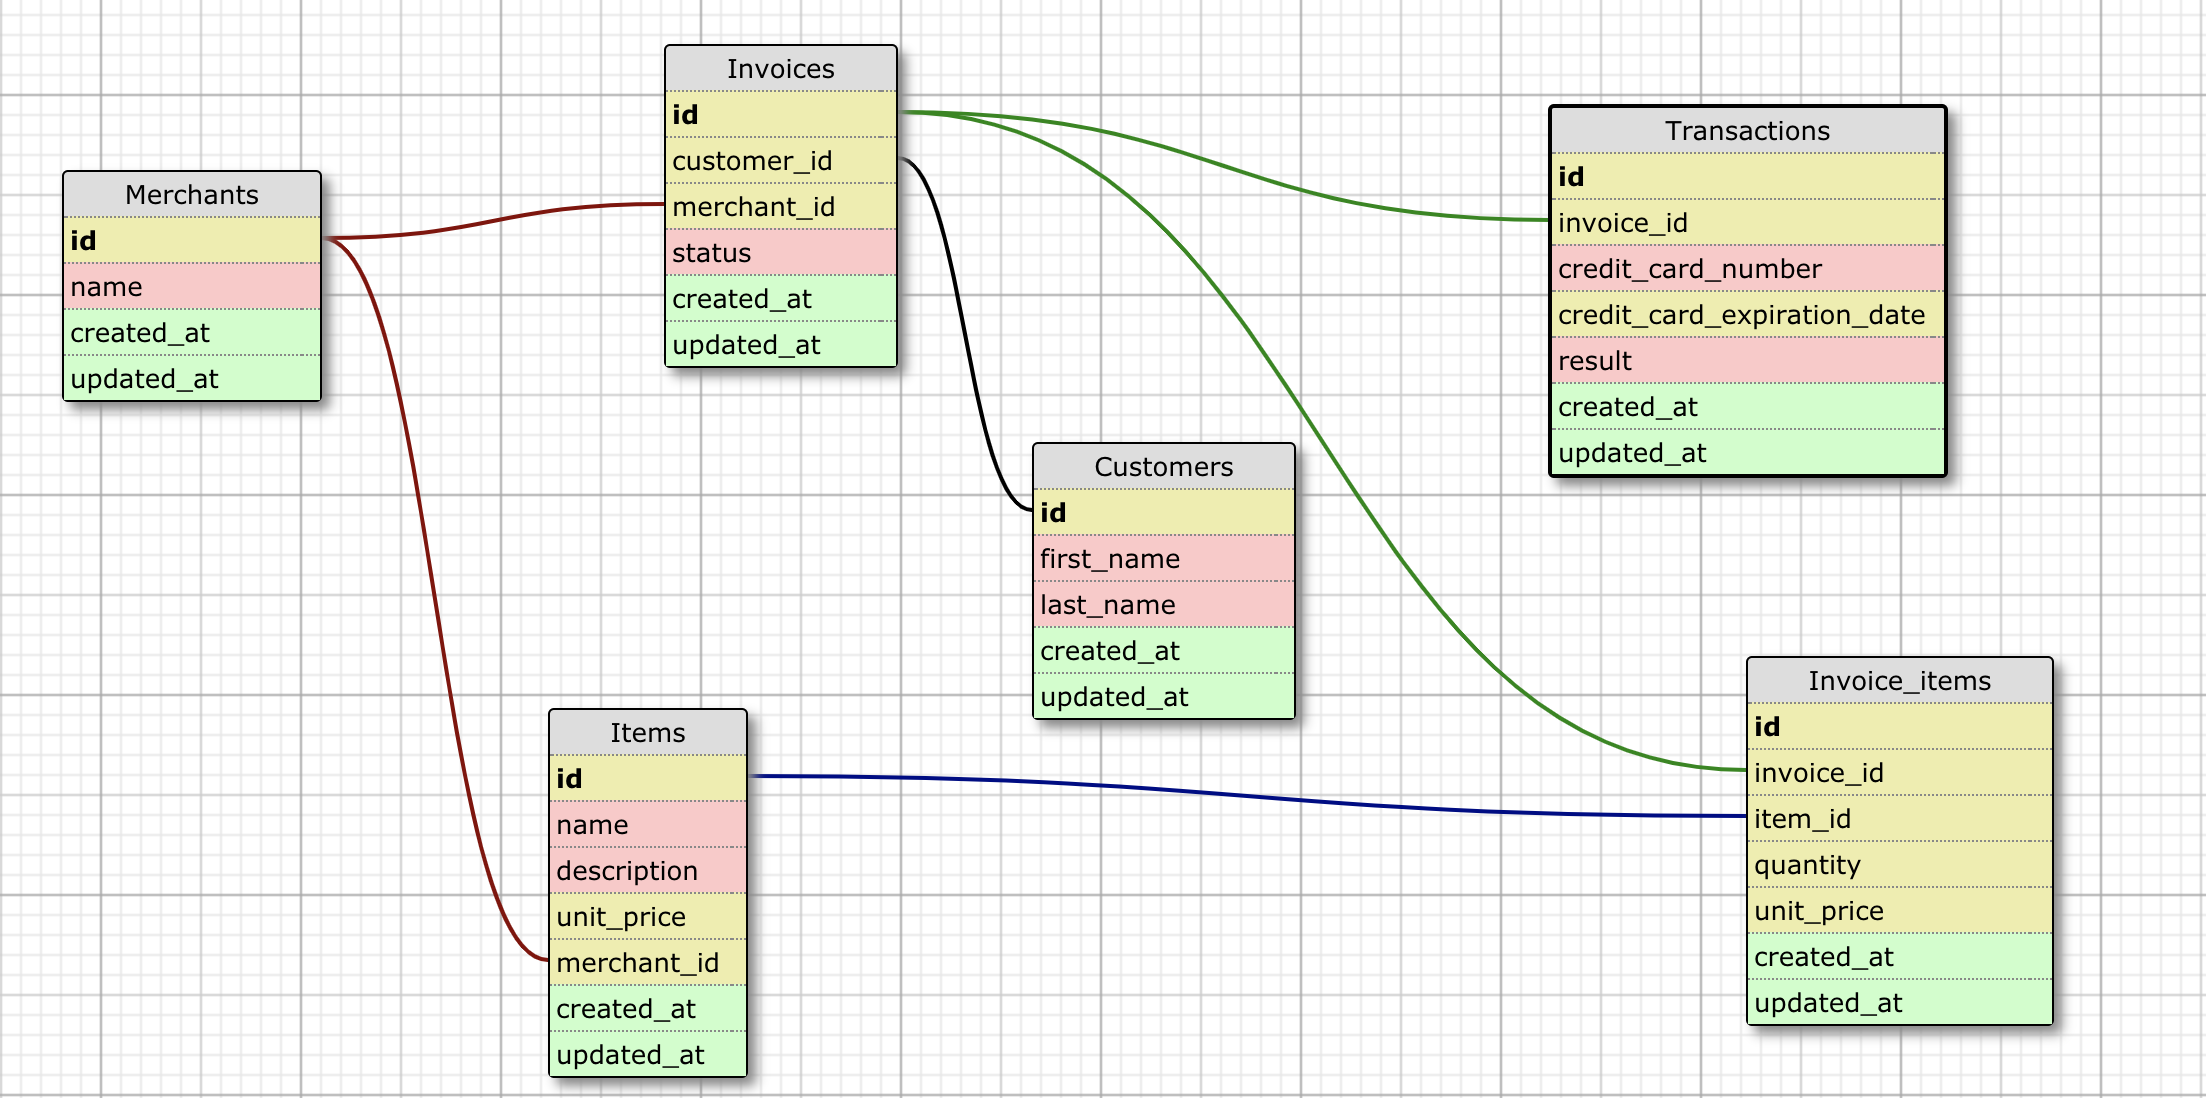 Merchants
id
name
created_at
updated_at
Invoices
id
customer_id
merchant_id
status
created_at
updated_at
Transactions
id
invoice_id
credit_card_number
credit_card_expiration_date
result
created_at
updated_at
Customers
id
first_name
last_name
created_at
updated_at
Items
id
name
description
unit_price
merchant_id
created_at
updated_at
Invoice_items
id
invoice_id
item_id
quantity
unit_price
created_at
updated_at